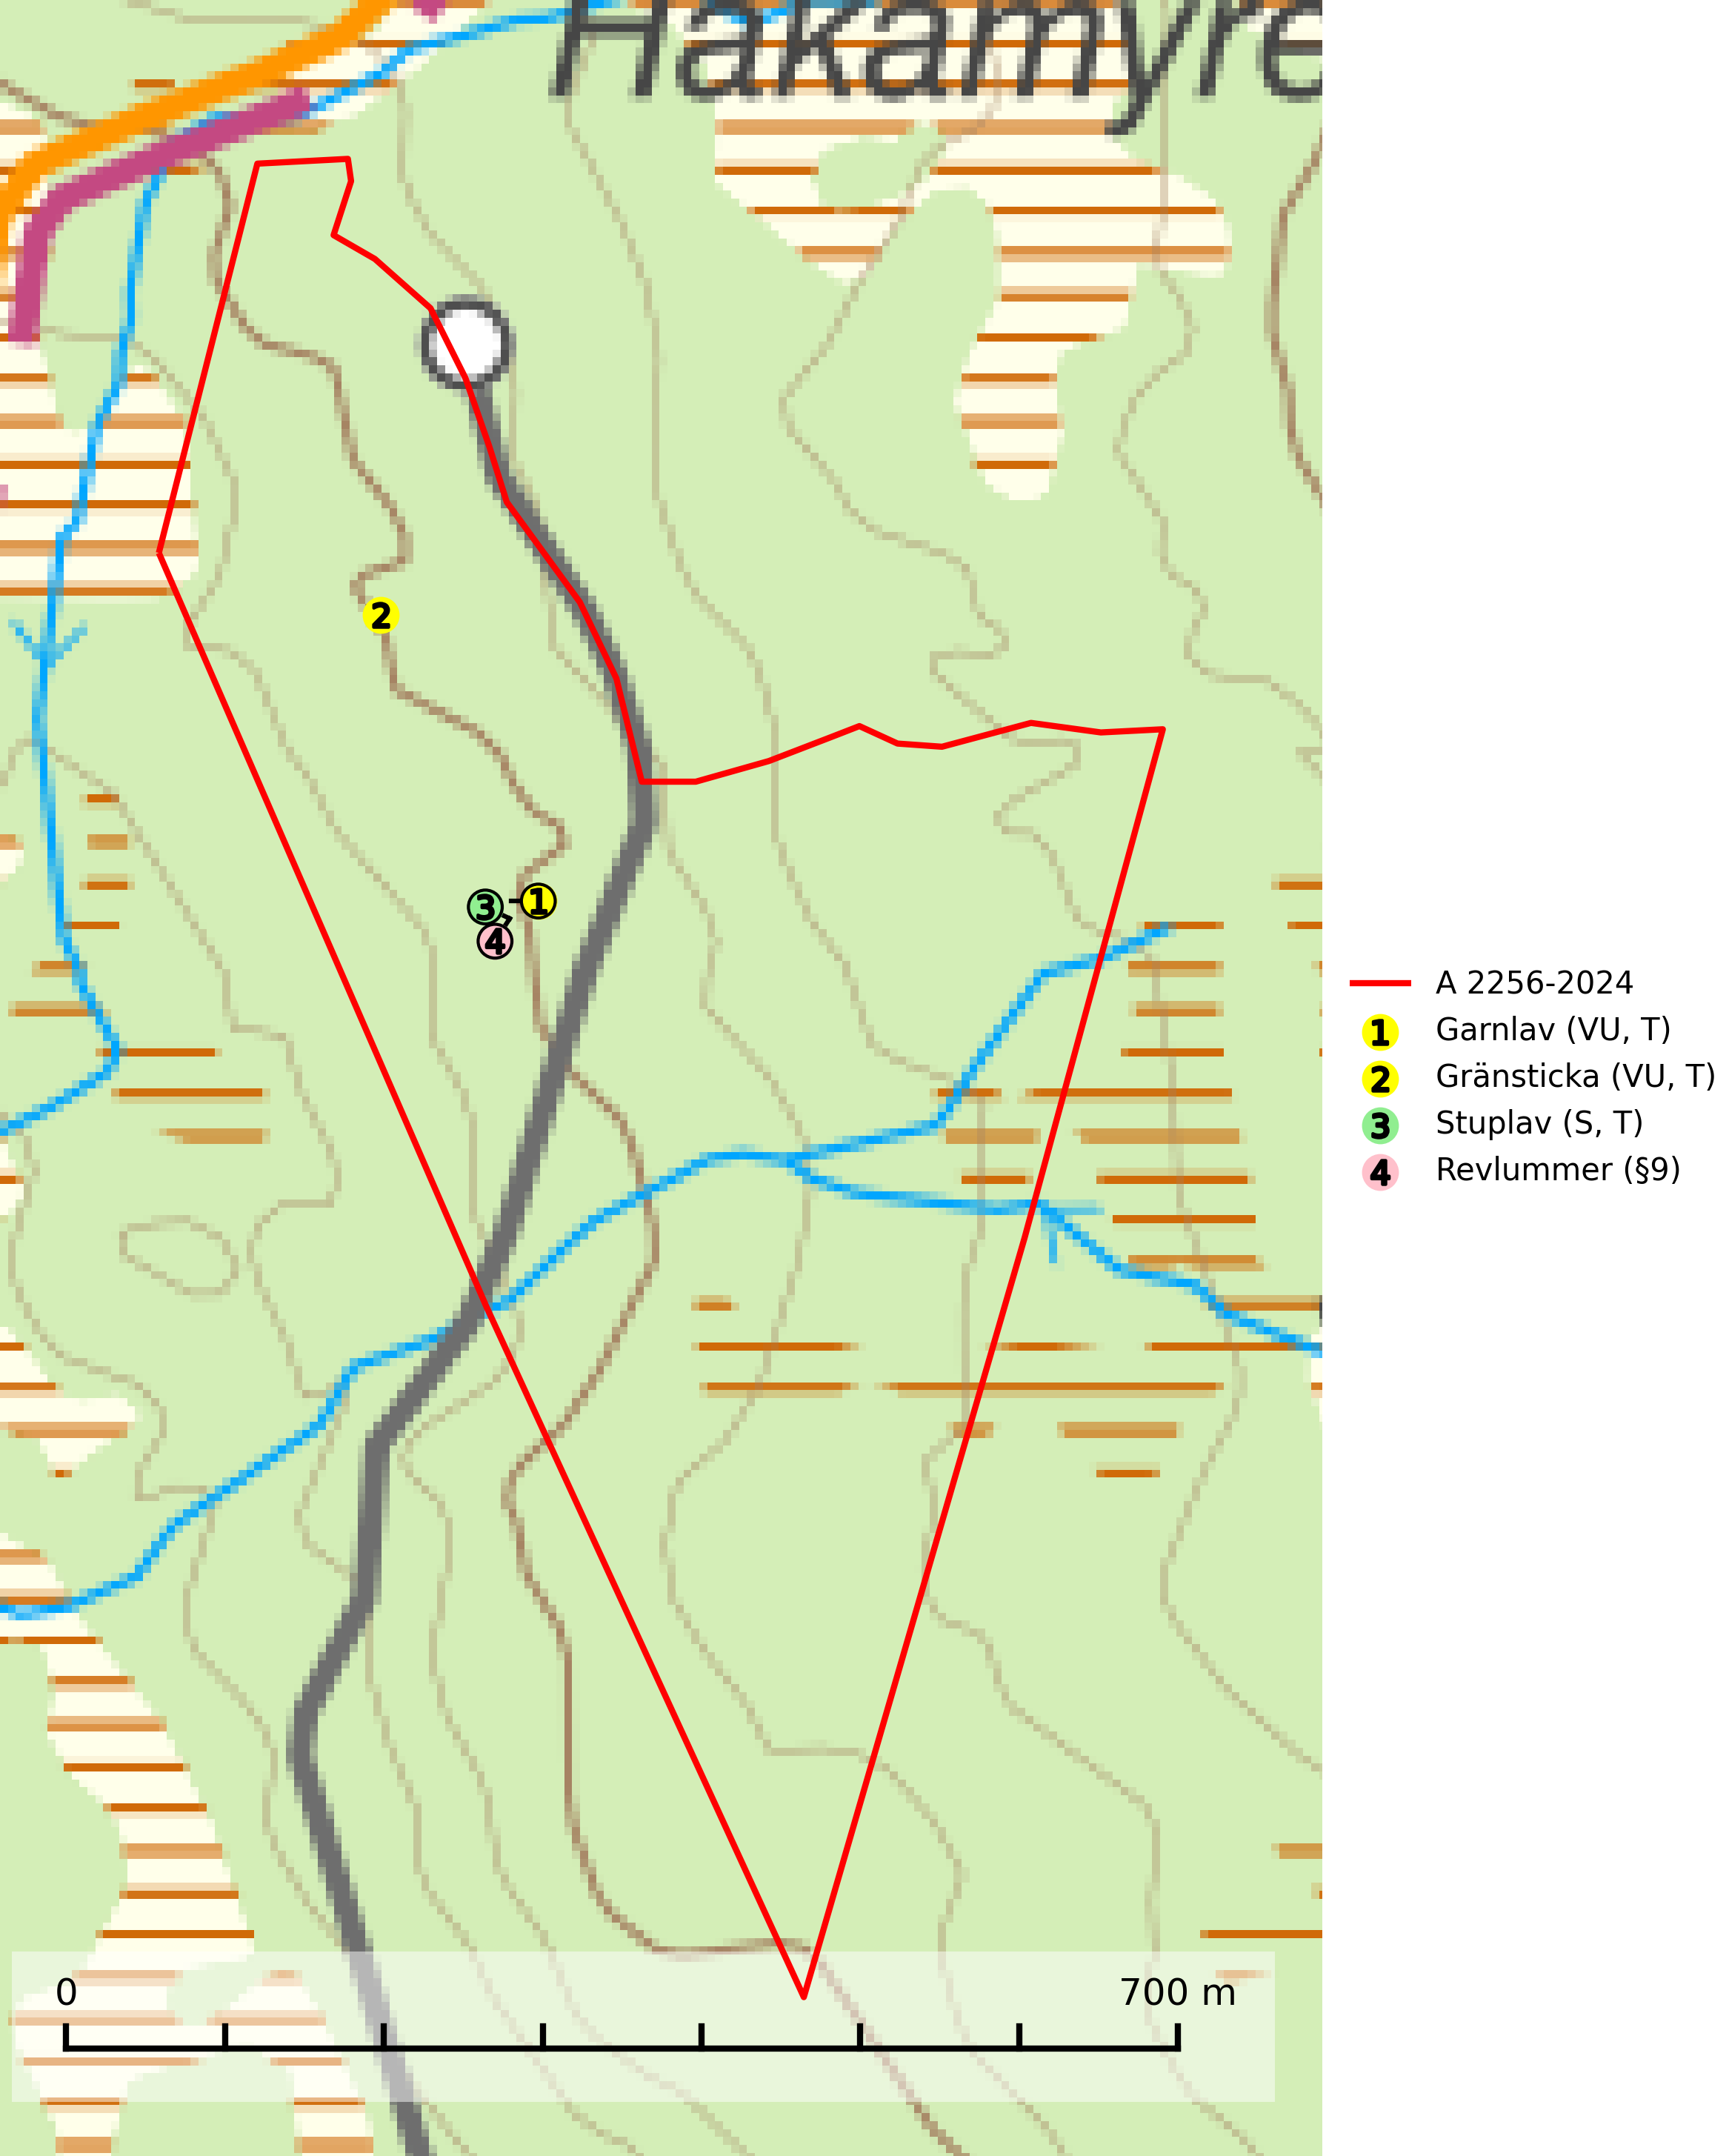 Hakamyre
2
3
1
4
A 2256-2024
1 Garnlav (VU, T)
2 Gränsticka (VU, T)
3 Stuplav (S, T)
4 Revlummer (§9)
0 700 m